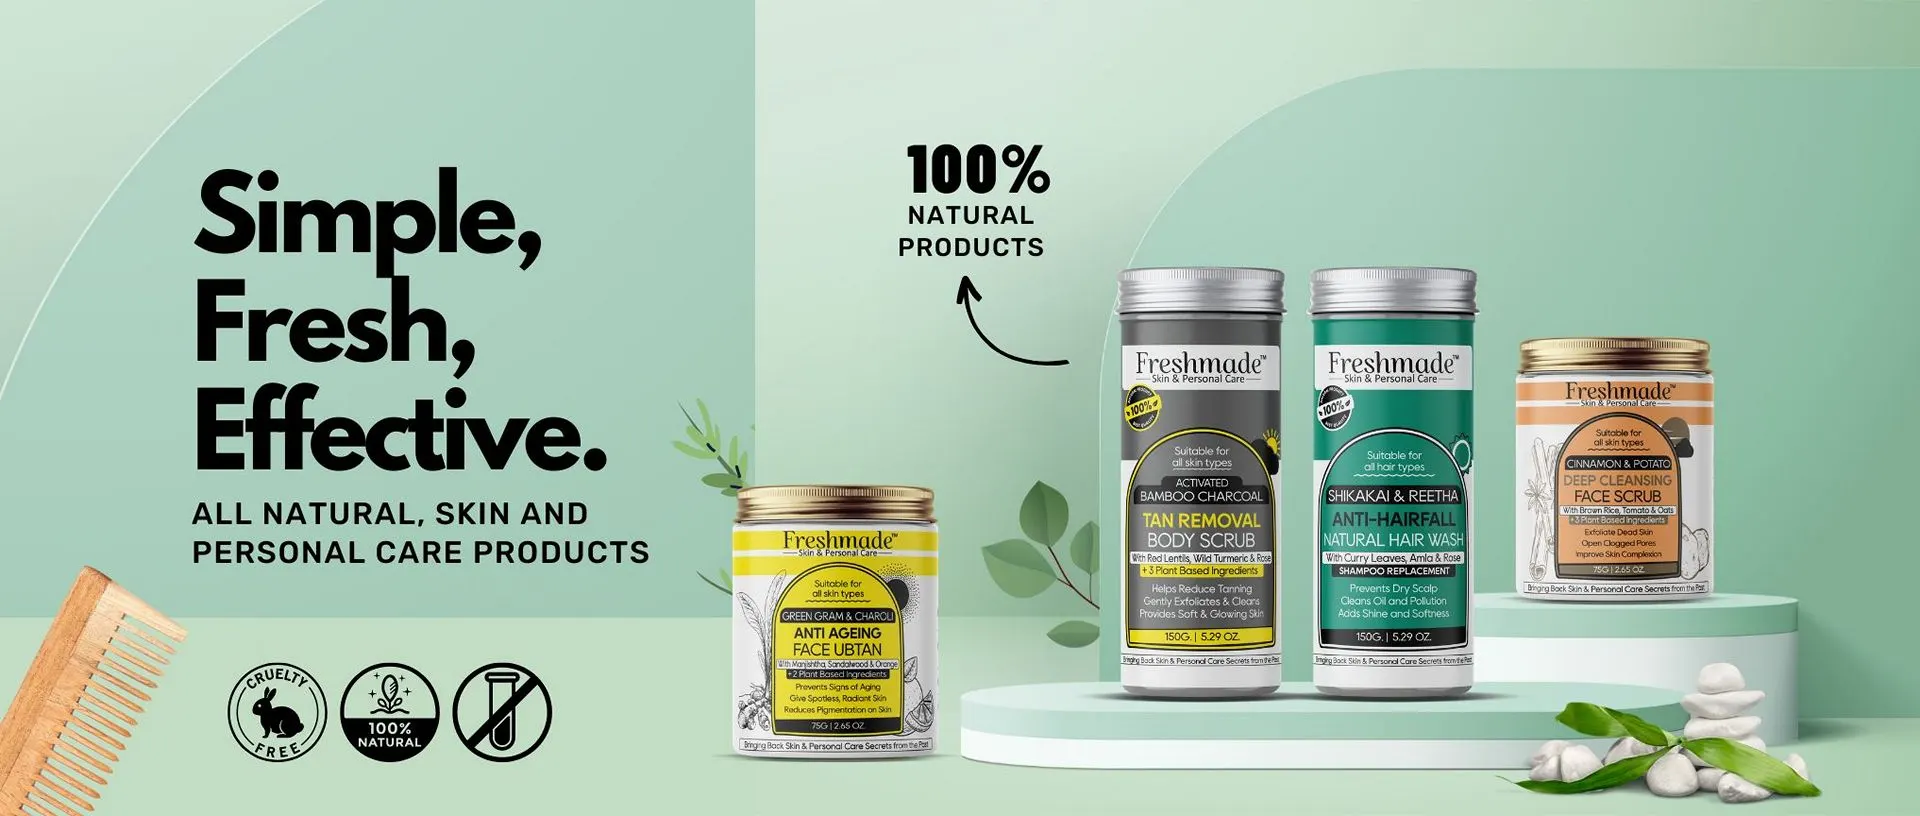 Simple,
Fresh,
Effective.
ALL NATURAL, SKIN AND
PERSONAL CARE PRODUCTS
CRUELTY
FREE
100%
NATURAL
100%
NATURAL
PRODUCTS
Freshmade™
Skin & Personal Care
Suitable for
all skin types
GREEN GRAM & CHAROLI
ANTI AGEING
FACE UBTAN
With Manjishtha, Sandalwood & Orange
+2 Plant Based Ingredients
Prevents Signs of Aging
Give Spotless, Radiant Skin
Reduces Pigmentation on Skin
75G | 2.65 OZ.
Bringing Back Skin & Personal Care Secrets from the Past
Freshmade™
Skin & Personal Care
100%
Suitable for
all skin types
ACTIVATED
BAMBOO CHARCOAL
TAN REMOVAL
BODY SCRUB
With Red Lentils, Wild Turmeric & Rose
+3 Plant Based Ingredients
Helps Reduce Tanning
Gently Exfoliates & Cleans
Provides Soft & Glowing Skin
150G. | 5.29 OZ.
Bringing Back Skin & Personal Care Secrets from the Past
Freshmade™
Skin & Personal Care
100%
Suitable for
all hair types
SHIKAKAI & REETHA
ANTI-HAIRFALL
NATURAL HAIR WASH
With Curry Leaves, Amla & Rose
SHAMPOO REPLACEMENT
Prevents Dry Scalp
Cleans Oil and Pollution
Adds Shine and Softness
150G. | 5.29 OZ.
Bringing Back Skin & Personal Care Secrets from the Past
Freshmade™
Skin & Personal Care
Suitable for
all skin types
CINNAMON & POTATO
DEEP CLEANSING
FACE SCRUB
With Brown Rice, Tomato & Oats
+3 Plant Based Ingredients
Exfoliate Dead Skin
Open Clogged Pores
Improve Skin Complexion
75G | 2.65 OZ.
Bringing Back Skin & Personal Care Secrets from the Past